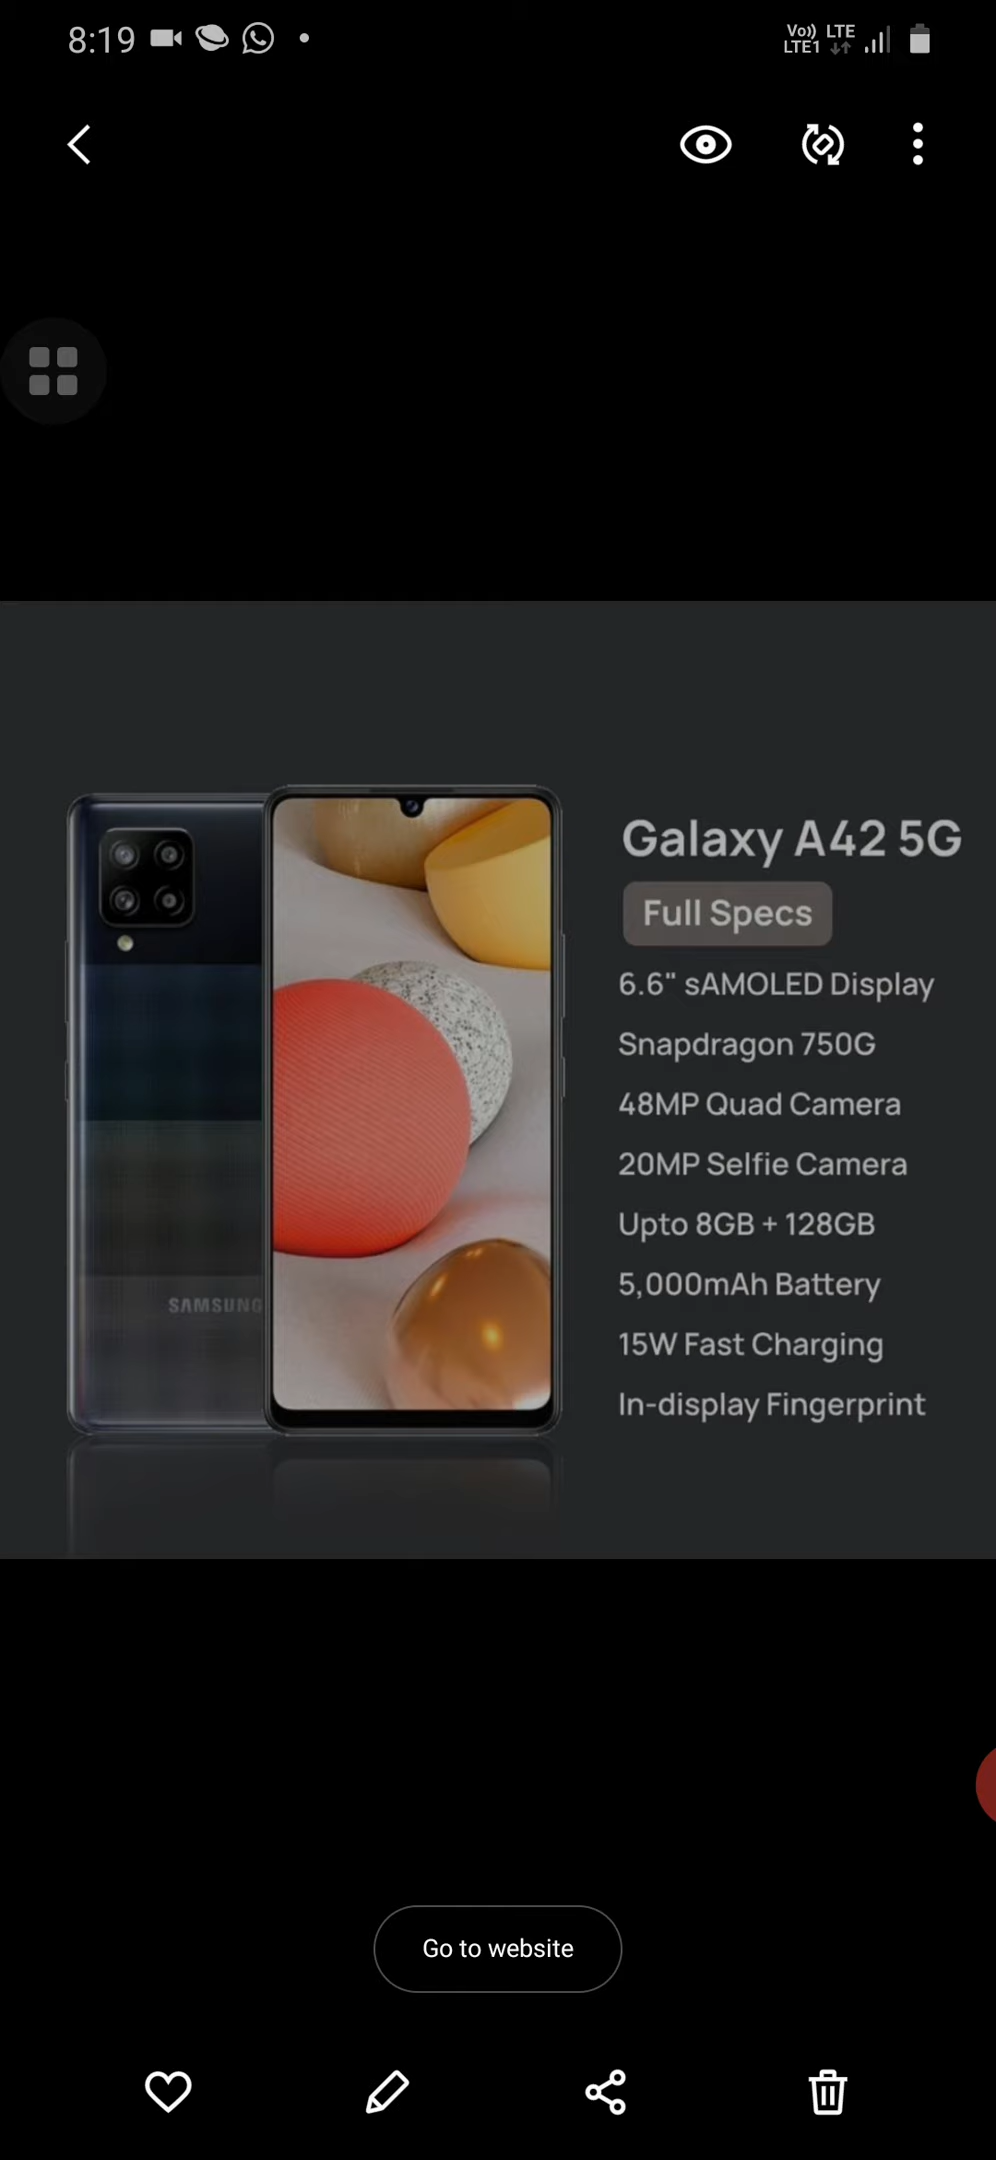 8:19
Vo)) LTE
LTE1
Galaxy A42 5G
Full Specs
6.6" sAMOLED Display
Snapdragon 750G
48MP Quad Camera
20MP Selfie Camera
Upto 8GB + 128GB
5,000mAh Battery
15W Fast Charging
In-display Fingerprint
SAMSUNG
Go to website